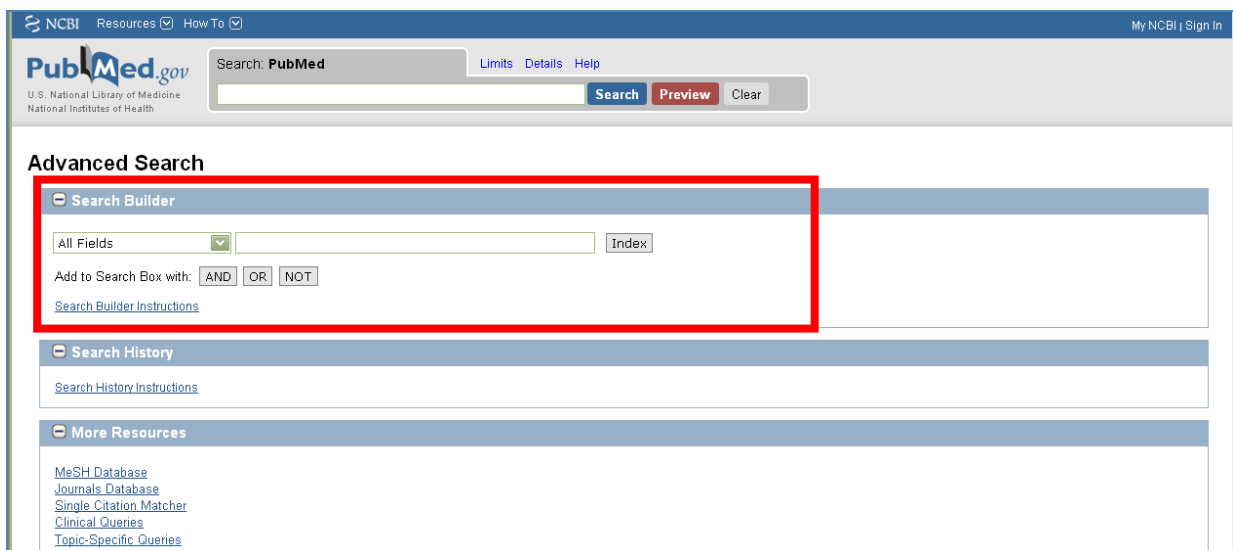 NCBI Resources How To My NCBI | Sign In
PubMed.gov
U.S. National Library of Medicine
National Institutes of Health
Search: PubMed
Limits Details Help
Search Preview Clear
Advanced Search
Search Builder
All Fields Index
Add to Search Box with: AND OR NOT
Search Builder Instructions
Search History
Search History Instructions
More Resources
MeSH Database
Journals Database
Single Citation Matcher
Clinical Queries
Topic-Specific Queries